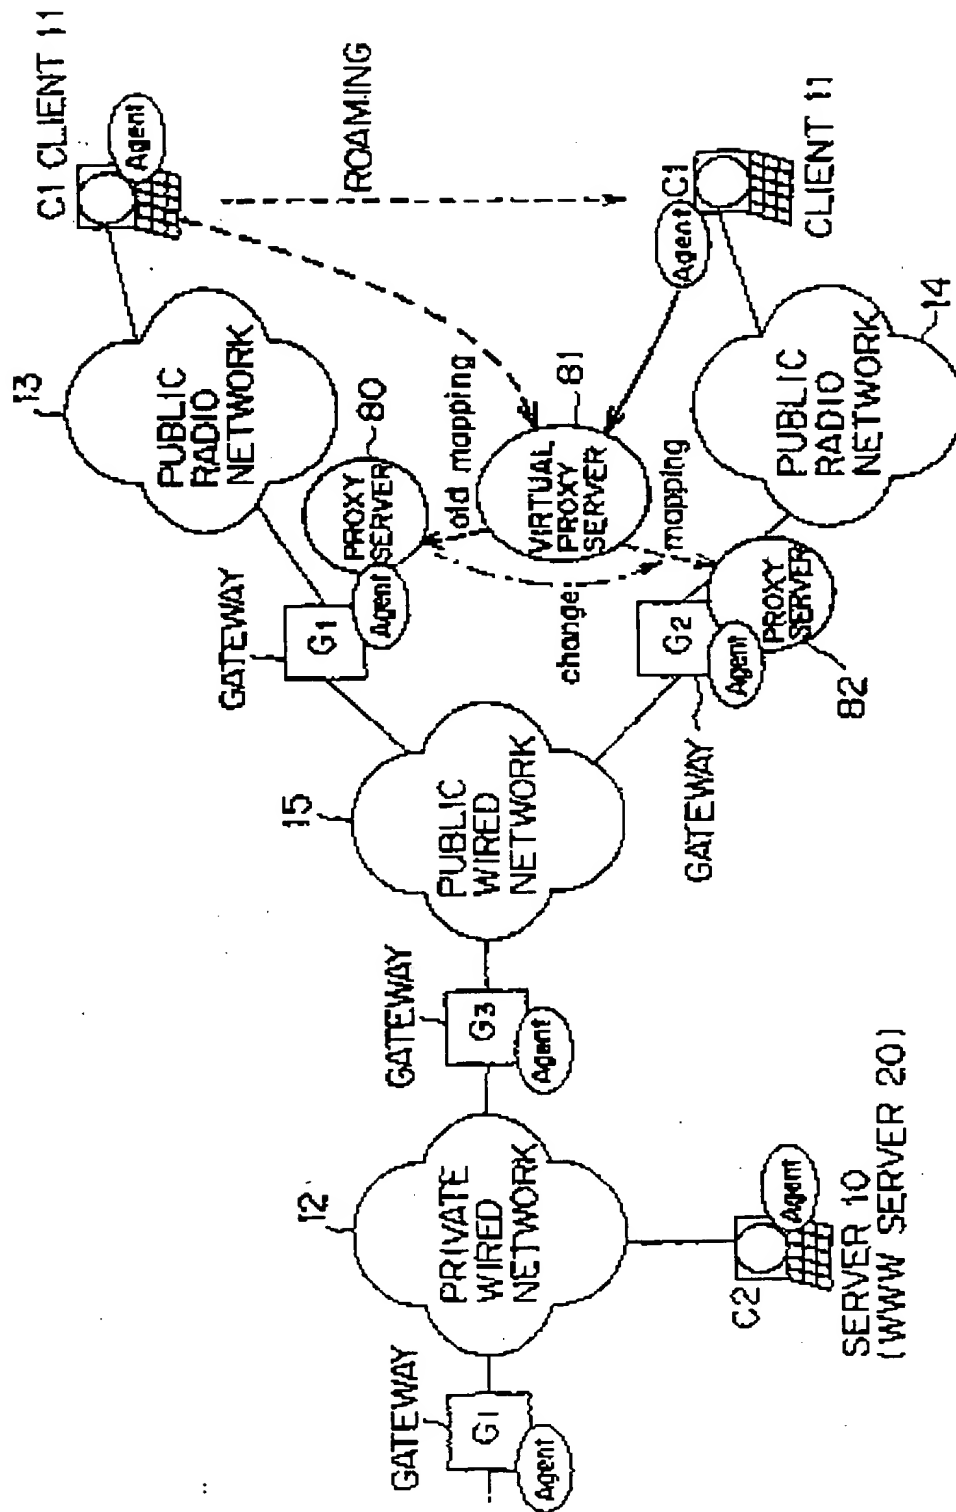 C1 CLIENT 11
Agent
ROAMING
C1
Agent
CLIENT 11
13
PUBLIC
RADIO
NETWORK
80
PROXY
SERVER
Agent
GATEWAY
G1
old mapping
VIRTUAL
PROXY
SERVER
81
change
mapping
PUBLIC
RADIO
NETWORK
14
G2
Agent
PROXY
SERVER
82
GATEWAY
15
PUBLIC
WIRED
NETWORK
GATEWAY
G3
Agent
12
PRIVATE
WIRED
NETWORK
C2
Agent
SERVER 10
(WWW SERVER 20)
GATEWAY
G1
Agent